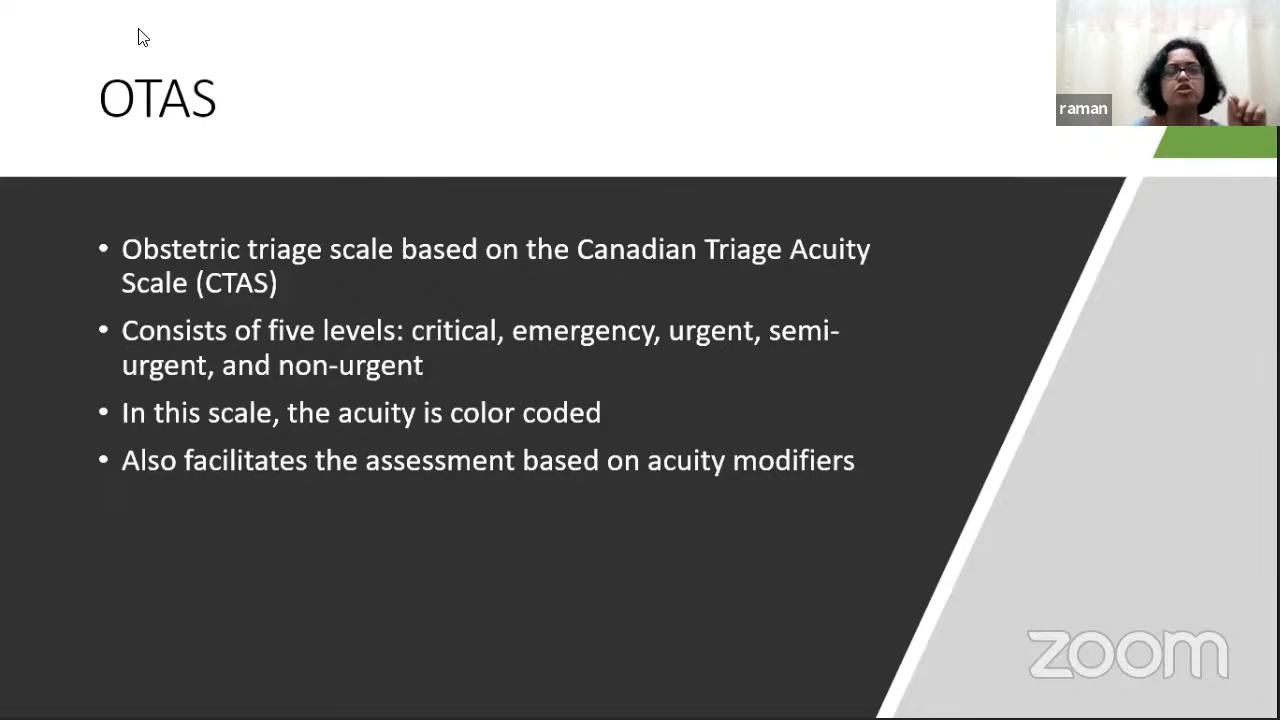 OTAS
raman
• Obstetric triage scale based on the Canadian Triage Acuity
Scale (CTAS)
• Consists of five levels: critical, emergency, urgent, semi-
urgent, and non-urgent
• In this scale, the acuity is color coded
• Also facilitates the assessment based on acuity modifiers
zoom